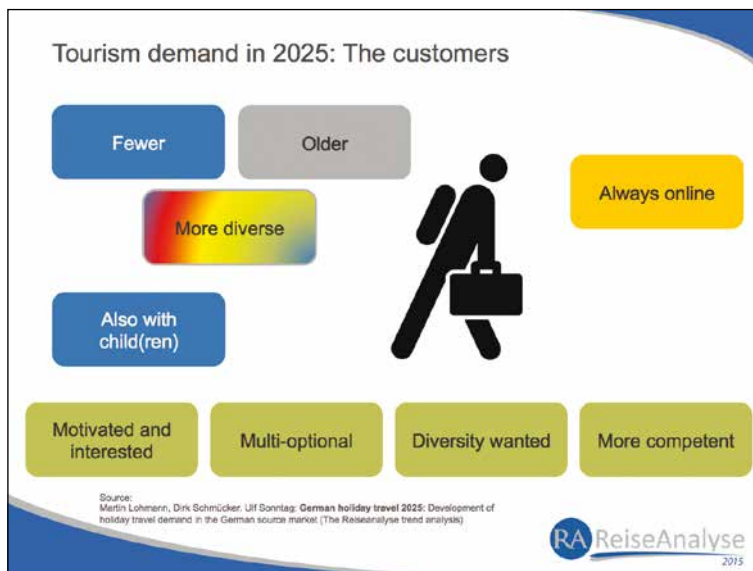 Tourism demand in 2025: The customers
Fewer
Older
Always online
More diverse
Also with
child(ren)
Motivated and
interested
Multi-optional
Diversity wanted
More competent
Source:
Martin Lohmann, Dirk Schmücker, Ulf Sonntag: German holiday travel 2025: Development of
holiday travel demand in the German source market (The Reiseanalyse trend analysis)
RA ReiseAnalyse
2015